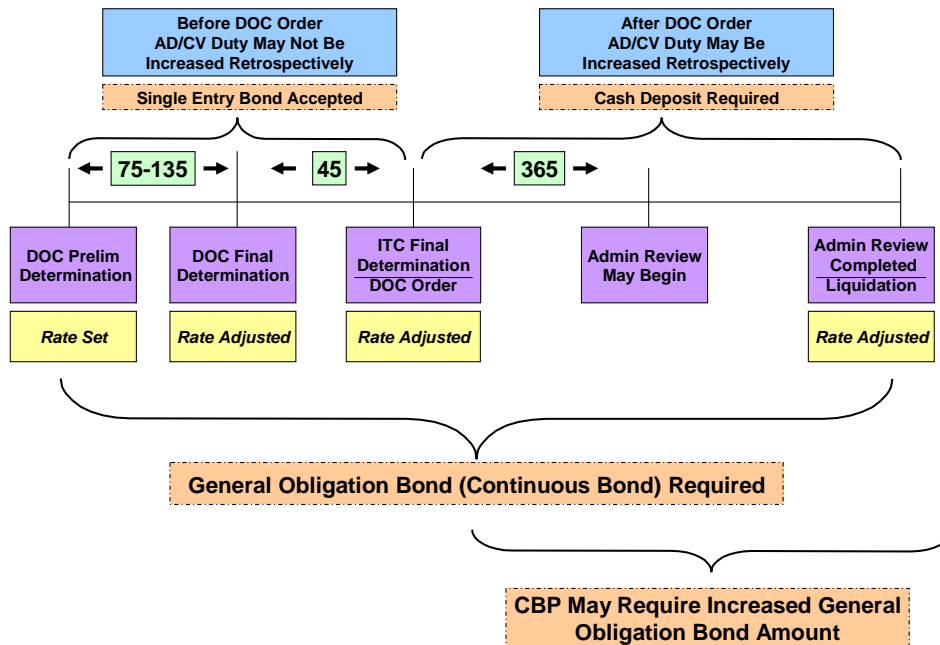 Before DOC Order
AD/CV Duty May Not Be
Increased Retrospectively
After DOC Order
AD/CV Duty May Be
Increased Retrospectively
Single Entry Bond Accepted
Cash Deposit Required
75-135
45
365
DOC Prelim
Determination
DOC Final
Determination
ITC Final
Determination
DOC Order
Admin Review
May Begin
Admin Review
Completed
Liquidation
Rate Set
Rate Adjusted
Rate Adjusted
Rate Adjusted
General Obligation Bond (Continuous Bond) Required
CBP May Require Increased General
Obligation Bond Amount